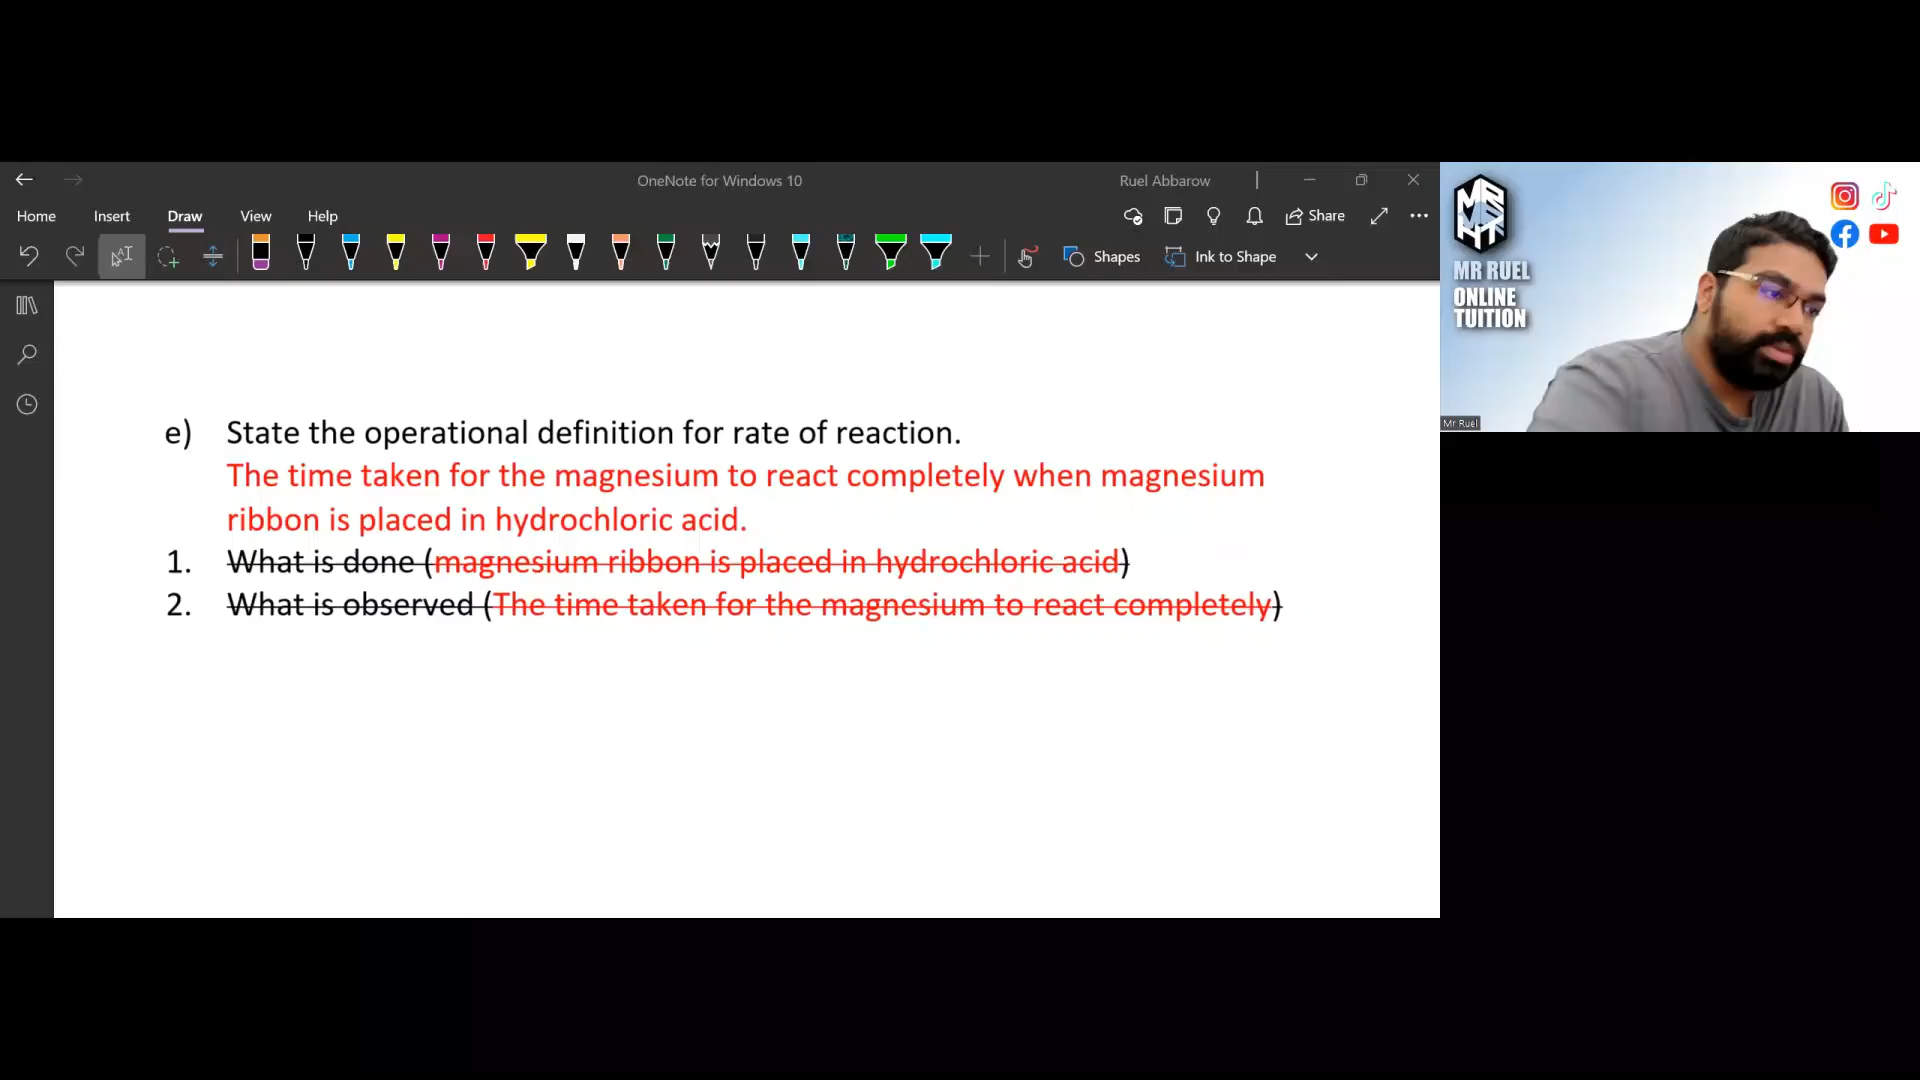 OneNote for Windows 10
Ruel Abbarow
Home Insert Draw View Help
Share
Shapes Ink to Shape
e) State the operational definition for rate of reaction.
The time taken for the magnesium to react completely when magnesium
ribbon is placed in hydrochloric acid.
1. What is done (magnesium ribbon is placed in hydrochloric acid)
2. What is observed (The time taken for the magnesium to react completely)
MR RUEL
ONLINE
TUITION
Mr Ruel